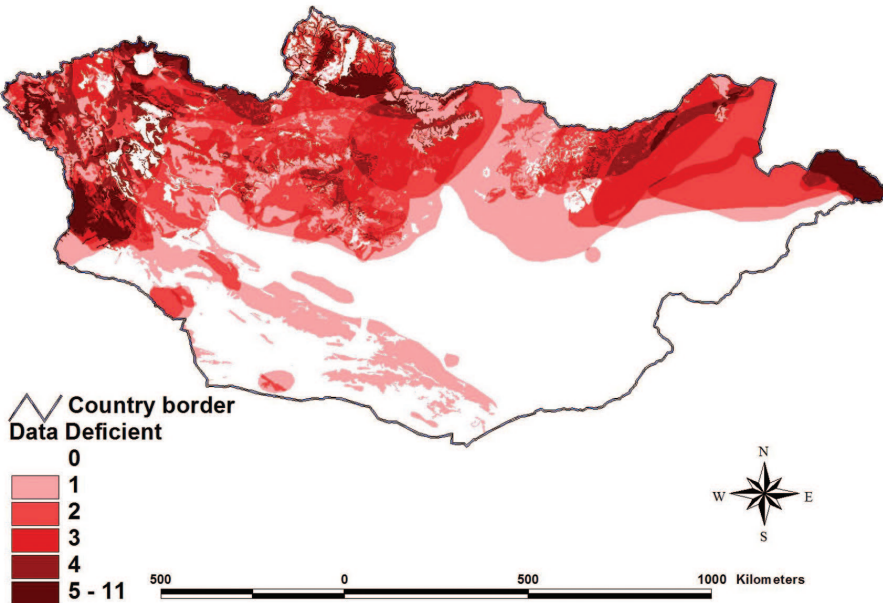 Country border
Data Deficient
0
1
2
3
4
5 - 11
N
W E
S
500 0 500 1000 Kilometers